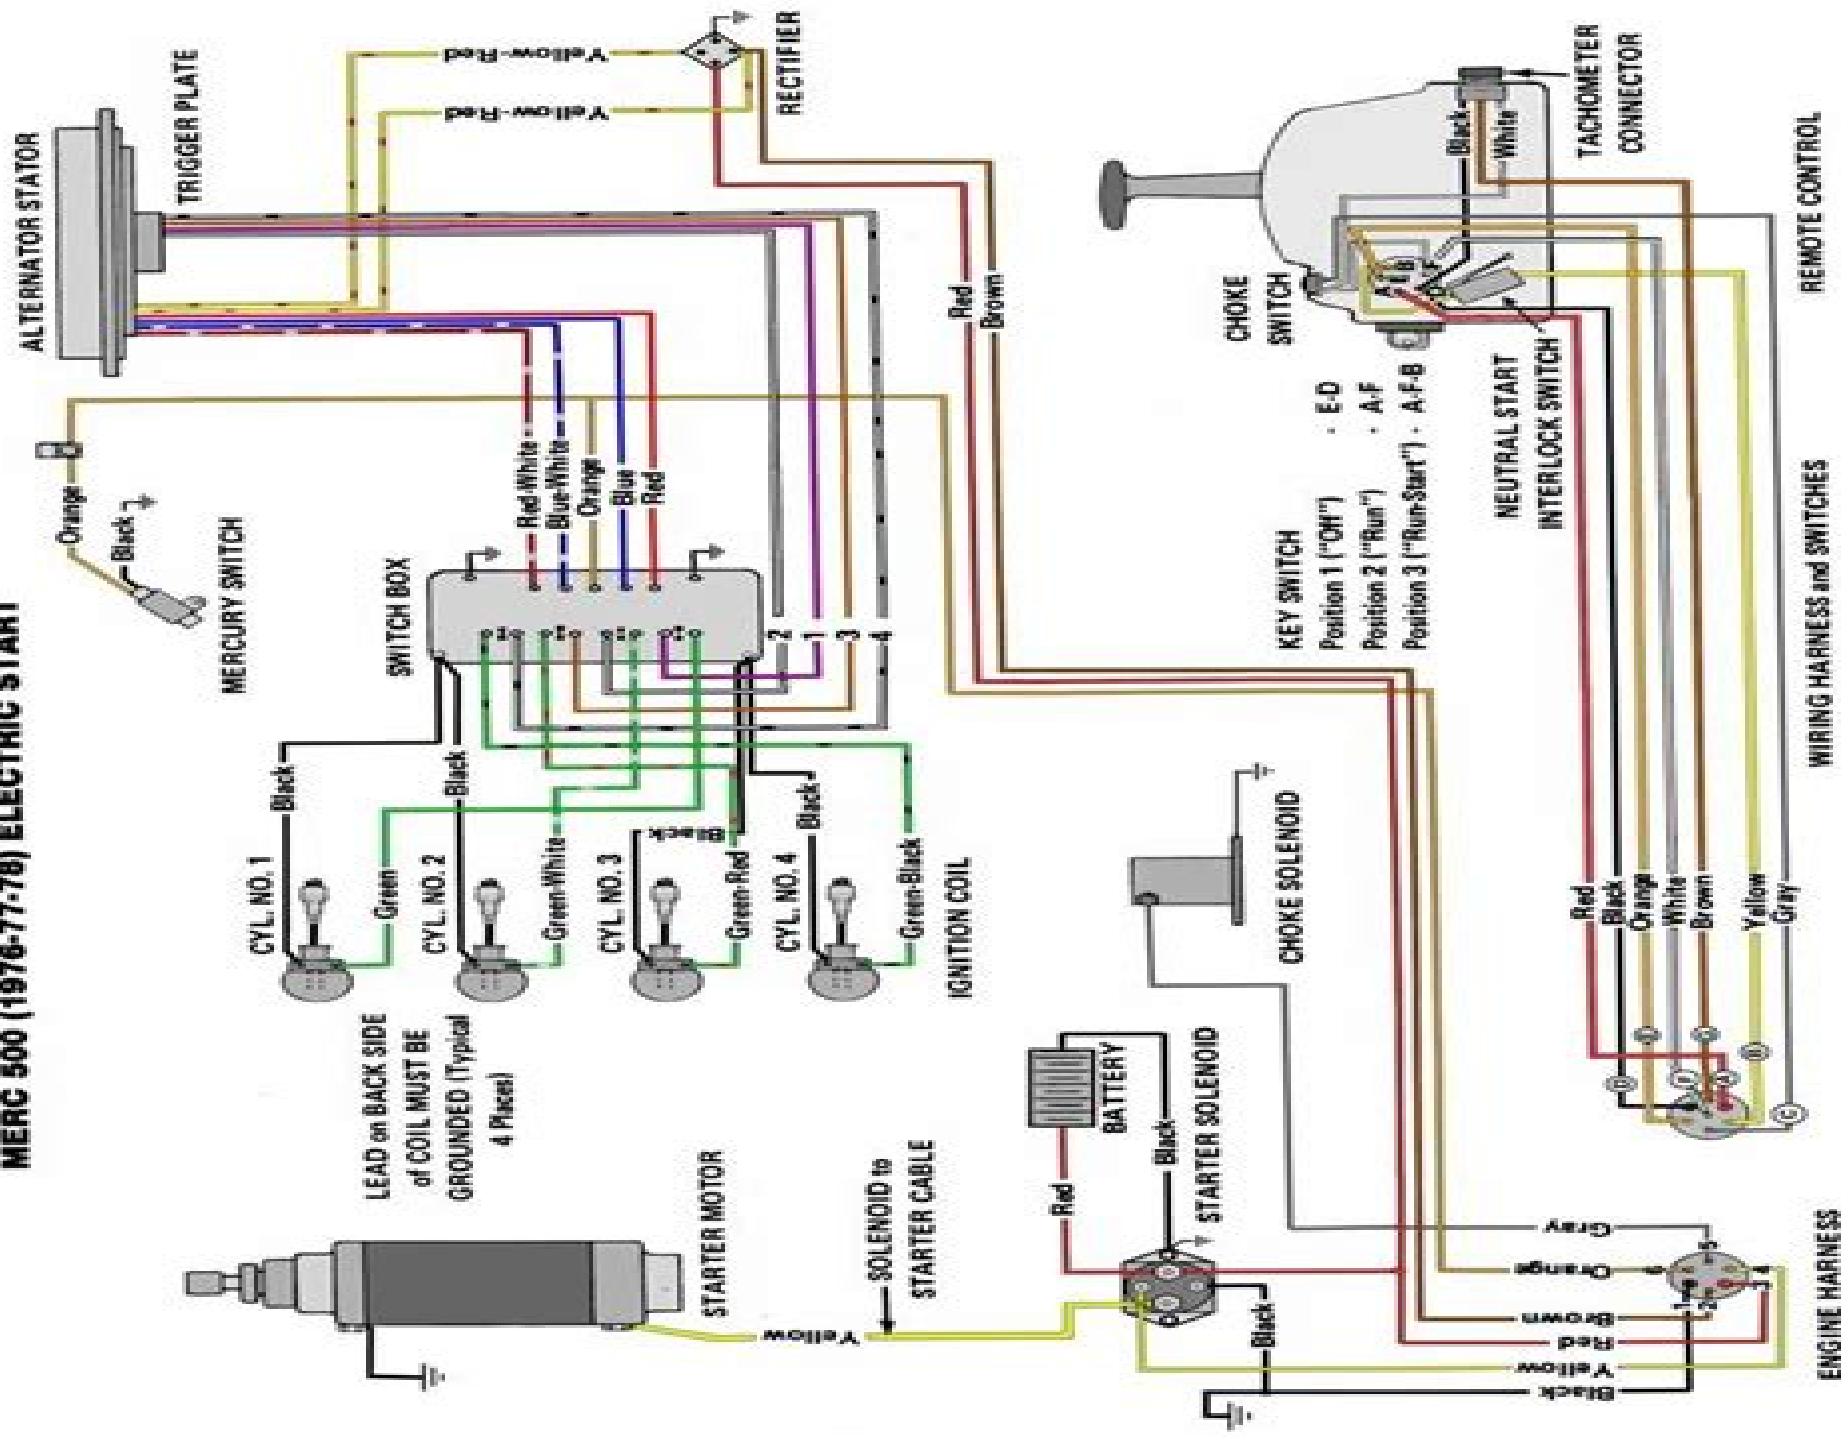 MERC 500 (1976-77-78) ELECTRIC START
ALTERNATOR STATOR
TRIGGER PLATE
Yellow-Red
Yellow-Red
RECTIFIER
Orange
Black
MERCURY SWITCH
SWITCH BOX
Red-White
Blue-White
Orange
Blue
Red
2
1
3
4
Red
Brown
CYL. NO. 1
Black
Green
CYL. NO. 2
Black
Green-White
CYL. NO. 3
Black
Green-Red
CYL. NO. 4
Black
Green-Black
IGNITION COIL
LEAD on BACK SIDE
of COIL MUST BE
GROUNDED (Typical
4 Places)
STARTER MOTOR
Yellow
SOLENOID to
STARTER CABLE
BATTERY
Red
Black
STARTER SOLENOID
Black
CHOKE SOLENOID
CHOKE
SWITCH
Black
White
TACHOMETER
CONNECTOR
REMOTE CONTROL
A
B
F
KEY SWITCH
Position 1 ("Off") - E-D
Position 2 ("Run") - A-F
Position 3 ("Run-Start") - A-F-B
NEUTRAL START
INTERLOCK SWITCH
WIRING HARNESS and SWITCHES
Red
Black
Orange
White
Brown
Yellow
Gray
D
F
A
B
C
Gray
Orange
Brown
Red
Yellow
Black
5
6
1
2
3
4
ENGINE HARNESS